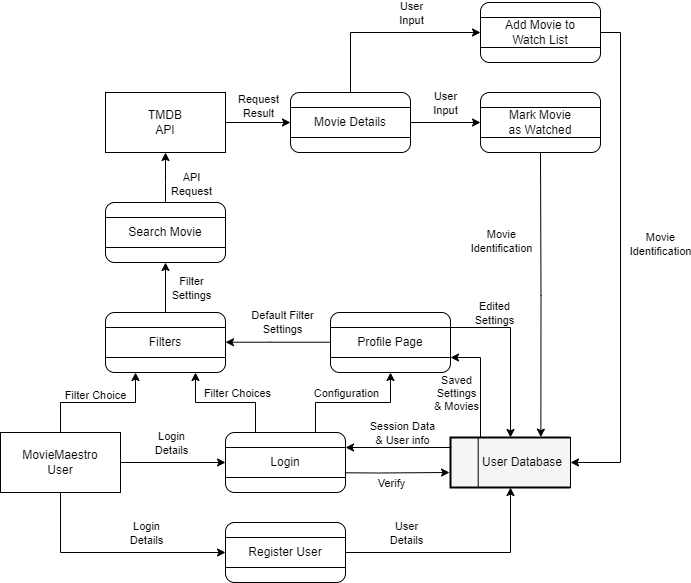 User
Input
Add Movie to
Watch List
TMDB
API
Request
Result
Movie Details
User
Input
Mark Movie
as Watched
API
Request
Search Movie
Movie
Identification
Movie
Identification
Filter
Settings
Default Filter
Settings
Edited
Settings
Filters
Profile Page
Filter Choice
Filter Choices
Configuration
Saved
Settings
& Movies
Login
Details
Session Data
& User info
MovieMaestro
User
Login
User Database
Verify
Login
Details
User
Details
Register User